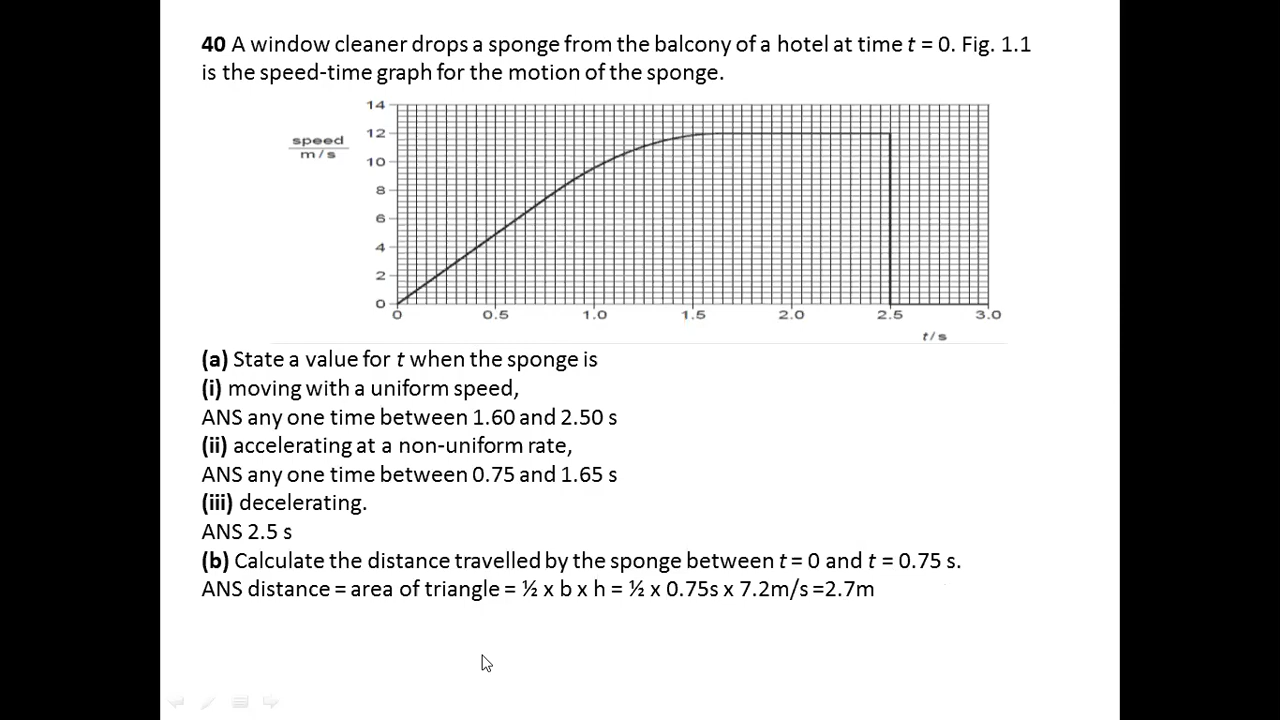 40 A window cleaner drops a sponge from the balcony of a hotel at time t = 0. Fig. 1.1
is the speed-time graph for the motion of the sponge.
14
12
10
8
6
4
2
0
speed
m/s
0 0.5 1.0 1.5 2.0 2.5 3.0
t/s
(a) State a value for t when the sponge is
(i) moving with a uniform speed,
ANS any one time between 1.60 and 2.50 s
(ii) accelerating at a non-uniform rate,
ANS any one time between 0.75 and 1.65 s
(iii) decelerating.
ANS 2.5 s
(b) Calculate the distance travelled by the sponge between t = 0 and t = 0.75 s.
ANS distance = area of triangle = ½ x b x h = ½ x 0.75s x 7.2m/s =2.7m